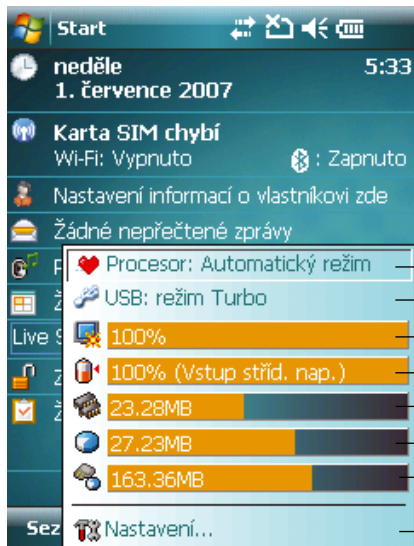 Start
neděle 5:33
1. července 2007
Karta SIM chybí
Wi-Fi: Vypnuto : Zapnuto
Nastavení informací o vlastníkovi zde
Žádné nepřečtené zprávy
Procesor: Automatický režim
USB: režim Turbo
Live
100%
100% (Vstup stříd. nap.)
23.28MB
27.23MB
163.36MB
Sez
Nastavení...